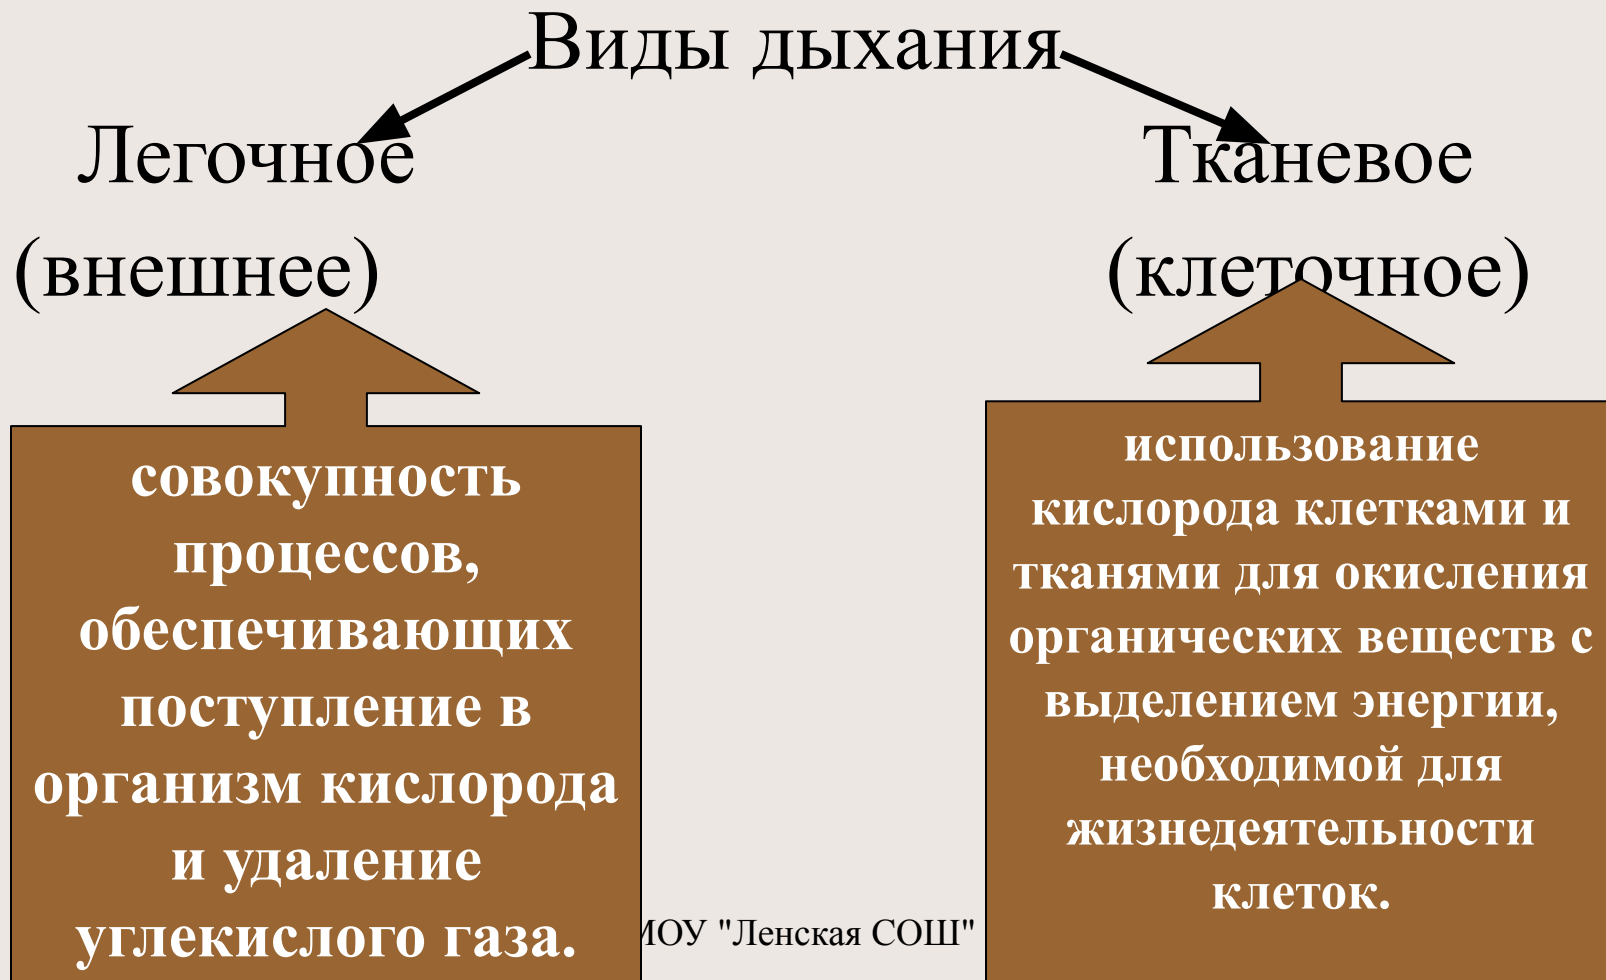 Виды дыхания
Легочное
(внешнее)
Тканевое
(клеточное)
совокупность
процессов,
обеспечивающих
поступление в
организм кислорода
и удаление
углекислого газа.
использование
кислорода клетками и
тканями для окисления
органических веществ с
выделением энергии,
необходимой для
жизнедеятельности
клеток.
"Ленская СОШ"